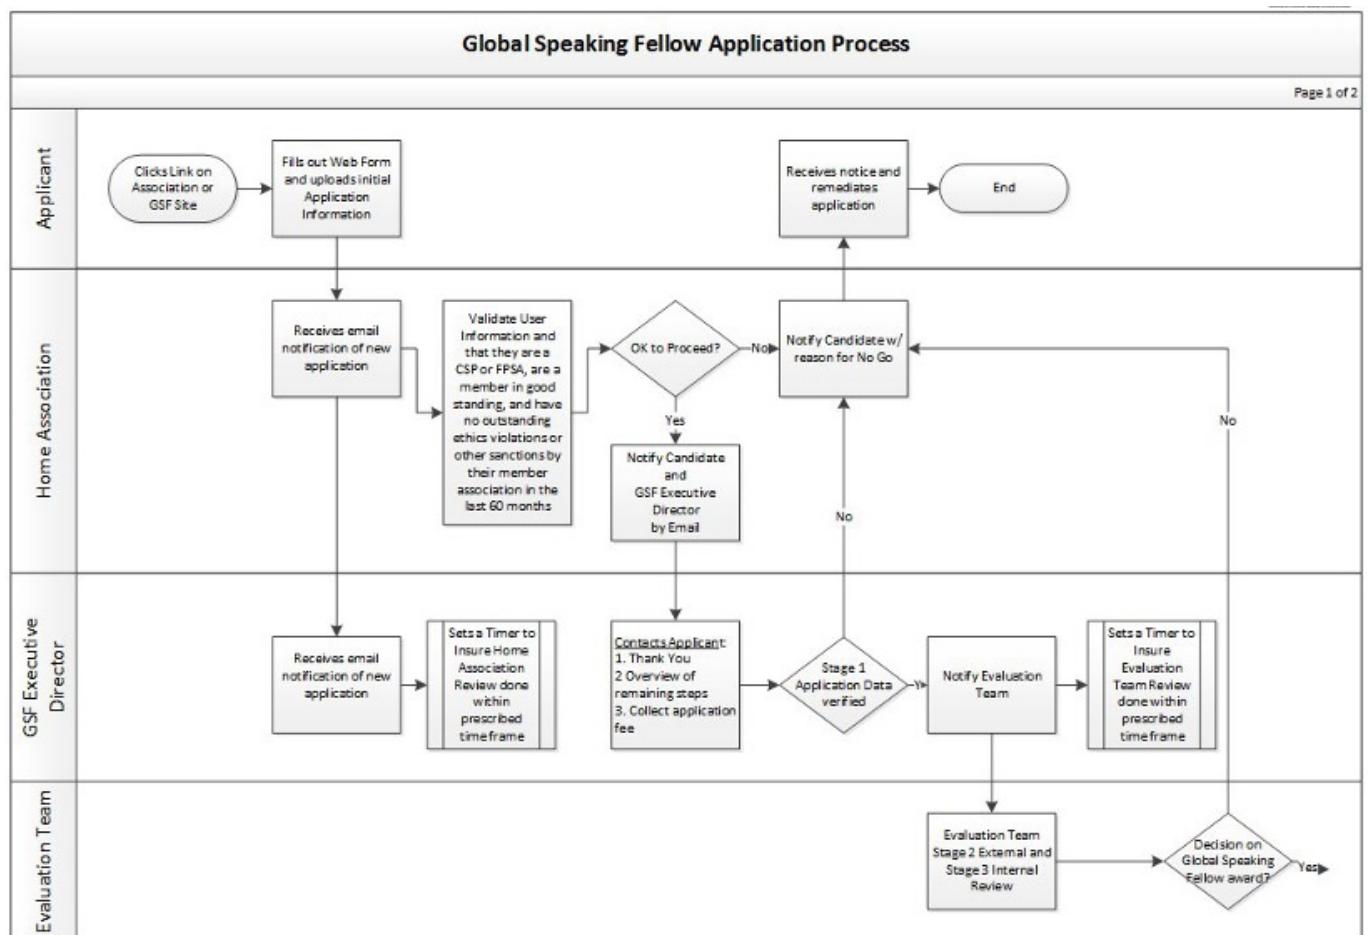 Global Speaking Fellow Application Process
Page 1 of 2
Applicant
Clicks Link on
Association or
GSF Site
Fills out Web Form
and uploads initial
Application
Information
Receives notice and
remediates
application
End
Home Association
Receives email
notification of new
application
Validate User
Information and
that they are a
CSP or FPSA, are a
member in good
standing, and have
no outstanding
ethics violations or
other sanctions by
their member
association in the
last 60 months
OK to Proceed?
No
Notify Candidate w/
reason for No Go
Yes
Notify Candidate
and
GSF Executive
Director
by Email
No
No
GSF Executive
Director
Receives email
notification of new
application
Sets a Timer to
Insure Home
Association
Review done
within
prescribed
timeframe
Contacts Applicant:
1. Thank You
2 Overview of
remaining steps
3. Collect application
fee
Stage 1
Application Data
verified
Y
Notify Evaluation
Team
Sets a Timer to
Insure
Evaluation
Team Review
done within
prescribed
timeframe
Evaluation Team
Evaluation Team
Stage 2 External and
Stage 3 Internal
Review
Decision on
Global Speaking
Fellow award?
Yes